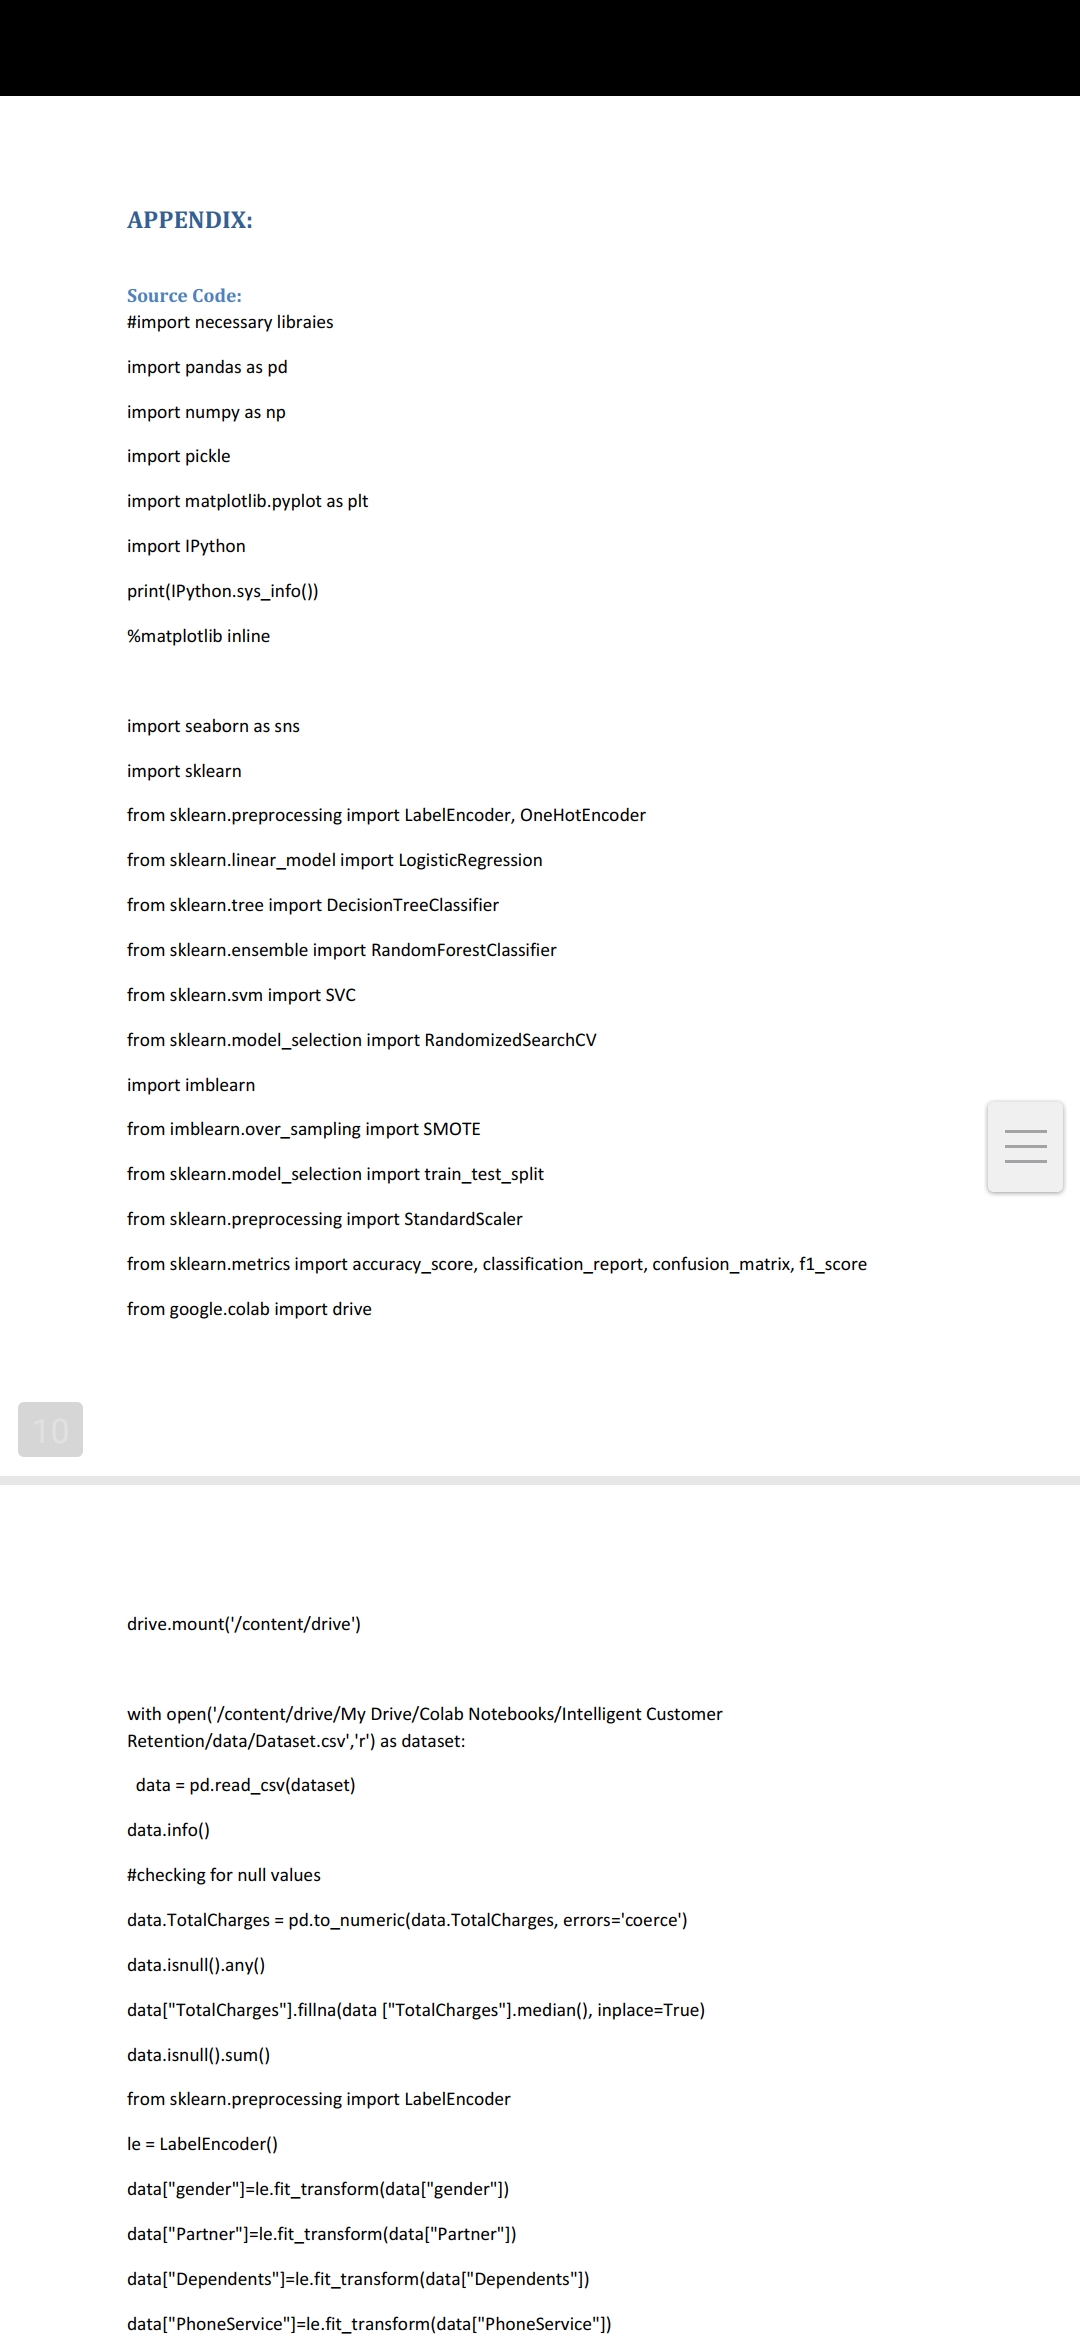 APPENDIX:
Source Code:
#import necessary libraies
import pandas as pd
import numpy as np
import pickle
import matplotlib.pyplot as plt
import IPython
print(IPython.sys_info())
%matplotlib inline
import seaborn as sns
import sklearn
from sklearn.preprocessing import LabelEncoder, OneHotEncoder
from sklearn.linear_model import LogisticRegression
from sklearn.tree import DecisionTreeClassifier
from sklearn.ensemble import RandomForestClassifier
from sklearn.svm import SVC
from sklearn.model_selection import RandomizedSearchCV
import imblearn
from imblearn.over_sampling import SMOTE
from sklearn.model_selection import train_test_split
from sklearn.preprocessing import StandardScaler
from sklearn.metrics import accuracy_score, classification_report, confusion_matrix, f1_score
from google.colab import drive
10
drive.mount('/content/drive')
with open('/content/drive/My Drive/Colab Notebooks/Intelligent Customer
Retention/data/Dataset.csv','r') as dataset:
data = pd.read_csv(dataset)
data.info()
#checking for null values
data.TotalCharges = pd.to_numeric(data.TotalCharges, errors='coerce')
data.isnull().any()
data["TotalCharges"].fillna(data ["TotalCharges"].median(), inplace=True)
data.isnull().sum()
from sklearn.preprocessing import LabelEncoder
le = LabelEncoder()
data["gender"]=le.fit_transform(data["gender"])
data["Partner"]=le.fit_transform(data["Partner"])
data["Dependents"]=le.fit_transform(data["Dependents"])
data["PhoneService"]=le.fit_transform(data["PhoneService"])